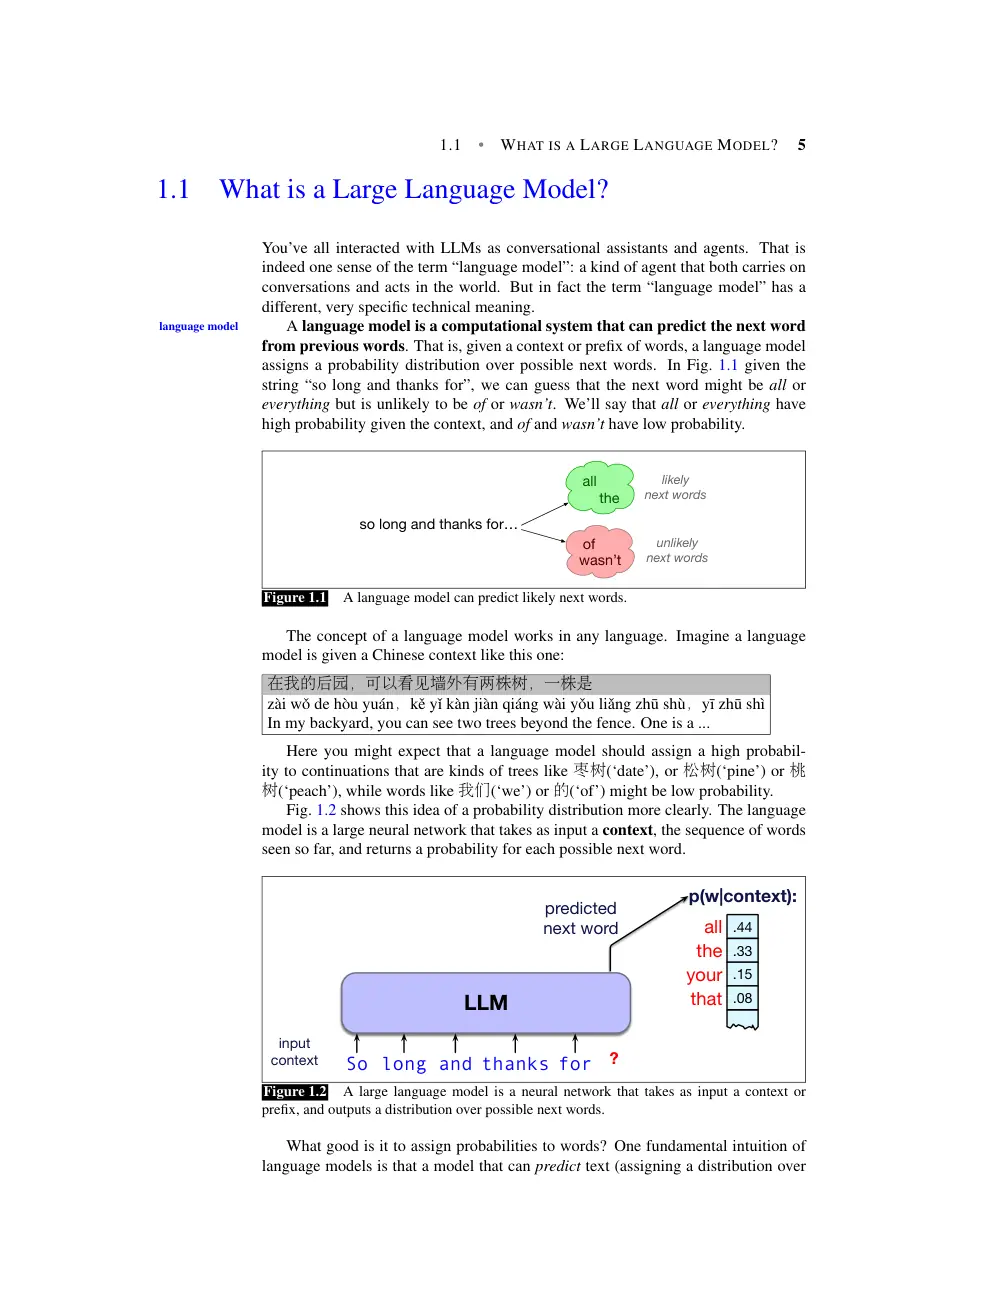 1.1 • WHAT IS A LARGE LANGUAGE MODEL? 5
1.1 What is a Large Language Model?
You’ve all interacted with LLMs as conversational assistants and agents. That is
indeed one sense of the term “language model”: a kind of agent that both carries on
conversations and acts in the world. But in fact the term “language model” has a
different, very specific technical meaning.
language model
A language model is a computational system that can predict the next word
from previous words. That is, given a context or prefix of words, a language model
assigns a probability distribution over possible next words. In Fig. 1.1 given the
string “so long and thanks for”, we can guess that the next word might be all or
everything but is unlikely to be of or wasn’t. We’ll say that all or everything have
high probability given the context, and of and wasn’t have low probability.
all
the
likely
next words
so long and thanks for…
of
wasn’t
unlikely
next words
Figure 1.1 A language model can predict likely next words.
The concept of a language model works in any language. Imagine a language
model is given a Chinese context like this one:
在我的后园，可以看见墙外有两株树，一株是
zài wǒ de hòu yuán，kě yǐ kàn jiàn qiáng wài yǒu liǎng zhū shù，yī zhū shì
In my backyard, you can see two trees beyond the fence. One is a ...
Here you might expect that a language model should assign a high probabil-
ity to continuations that are kinds of trees like 枣树(‘date’), or 松树(‘pine’) or 桃
树(‘peach’), while words like 我们(‘we’) or 的(‘of’) might be low probability.
Fig. 1.2 shows this idea of a probability distribution more clearly. The language
model is a large neural network that takes as input a context, the sequence of words
seen so far, and returns a probability for each possible next word.
predicted
next word
p(w|context):
all .44
the .33
your .15
that .08
LLM
input
context
So long and thanks for ?
Figure 1.2 A large language model is a neural network that takes as input a context or
prefix, and outputs a distribution over possible next words.
What good is it to assign probabilities to words? One fundamental intuition of
language models is that a model that can predict text (assigning a distribution over